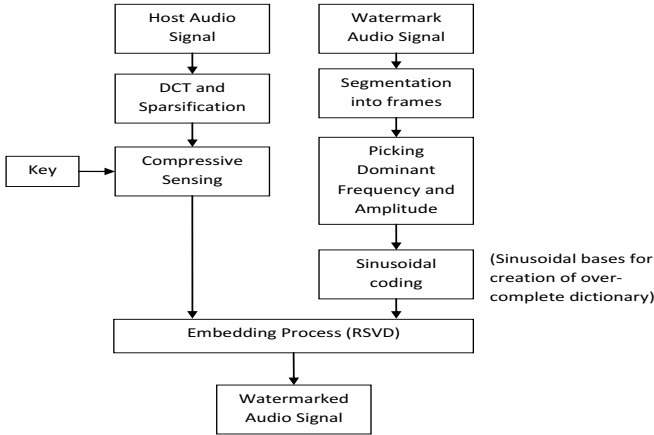 Host Audio
Signal
DCT and
Sparsification
Key
Compressive
Sensing
Watermark
Audio Signal
Segmentation
into frames
Picking
Dominant
Frequency and
Amplitude
Sinusoidal
coding
(Sinusoidal bases for
creation of over-
complete dictionary)
Embedding Process (RSVD)
Watermarked
Audio Signal